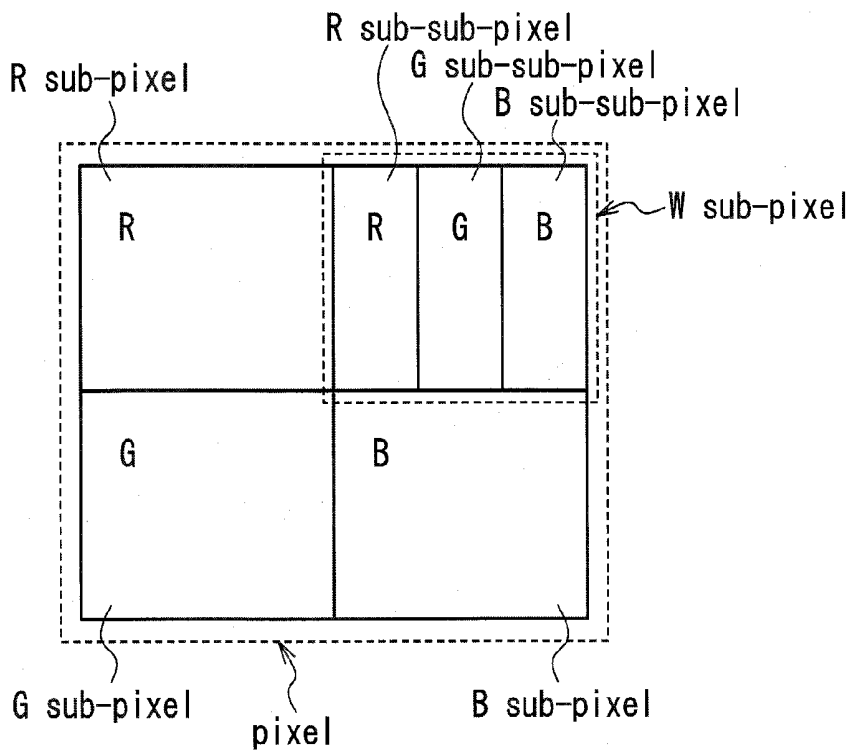 R sub-sub-pixel
G sub-sub-pixel
R sub-pixel
B sub-sub-pixel
W sub-pixel
R
R
G
B
G
B
G sub-pixel
B sub-pixel
pixel